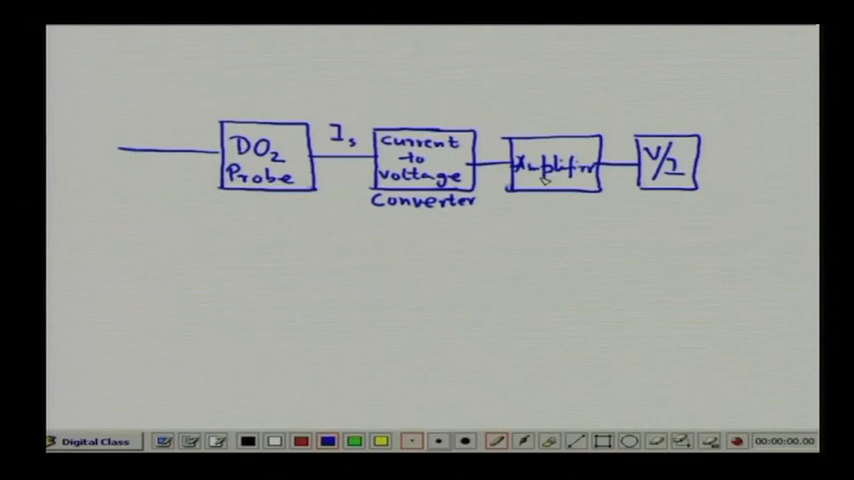 DO2
Probe
Is
current
to
voltage
Converter
Amplifier
V/I
Digital Class
00:00:00.00